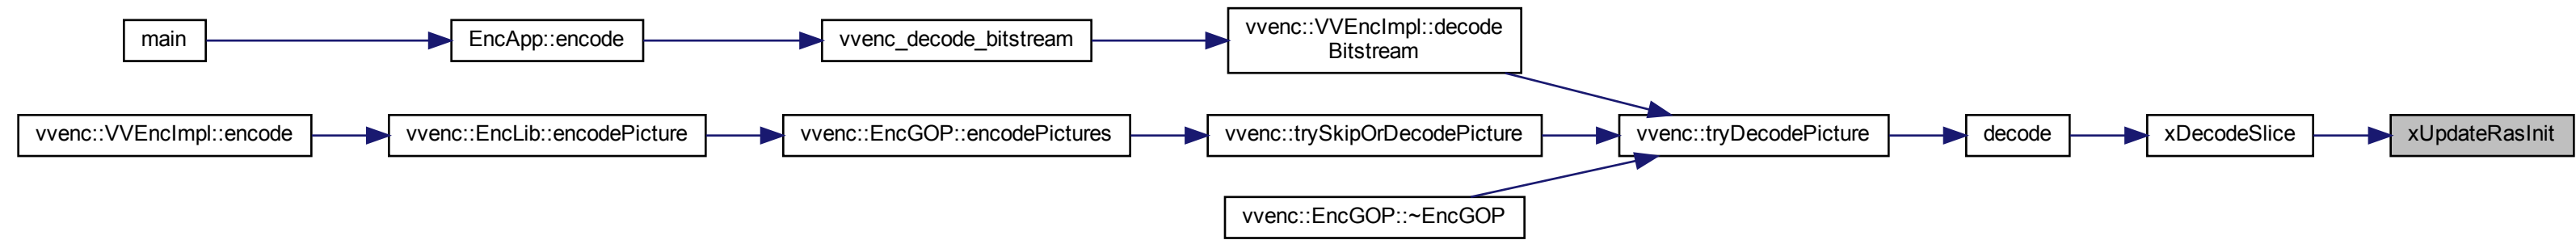 main
EncApp::encode
vvenc_decode_bitstream
vvenc::VVEncImpl::decode
Bitstream
vvenc::VVEncImpl::encode
vvenc::EncLib::encodePicture
vvenc::EncGOP::encodePictures
vvenc::trySkipOrDecodePicture
vvenc::tryDecodePicture
decode
xDecodeSlice
xUpdateRasInit
vvenc::EncGOP::~EncGOP